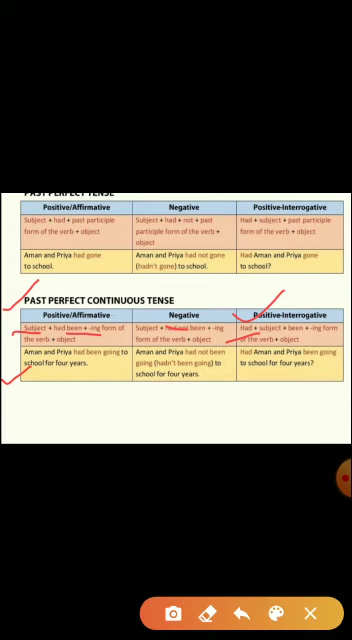 PAST PERFECT TENSE
Positive/Affirmative Negative Positive-Interrogative
Subject + had + past participle Subject + had + not + past Had + subject + past participle
form of the verb + object participle form of the verb + form of the verb + object
object
Aman and Priya had gone Aman and Priya had not gone Had Aman and Priya gone
to school. (hadn't gone) to school. to school?
PAST PERFECT CONTINUOUS TENSE
Positive/Affirmative Negative Positive-Interrogative
Subject + had been + -ing form of Subject + had not been + -ing Had + subject + been + -ing form
the verb + object form of the verb + object of the verb + object
Aman and Priya had been going to Aman and Priya had not been Had Aman and Priya been going
school for four years. going (hadn't been going) to to school for four years?
school for four years.